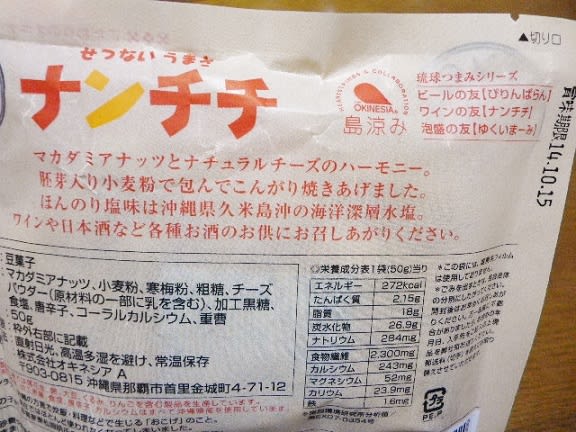 ▲切り口
せつない うまさ
ナンチチ
OKINESIA®
島涼み
琉球つまみシリーズ
ビールの友【ぴりんぱらん】
ワインの友【ナンチチ】
泡盛の友【ゆくいまーみ】
賞味期限 14.10.15
マカダミアナッツとナチュラルチーズのハーモニー。
胚芽入り小麦粉で包んでこんがり焼きあげました。
ほんのり塩味は沖縄県久米島沖の海洋深層水塩。
ワインや日本酒など各種お酒のお供にお召しあがりください。
:豆菓子
マカダミアナッツ、小麦粉、寒梅粉、粗糖、チーズ
パウダー(原材料の一部に乳を含む)、加工黒糖、
食塩、唐辛子、コーラルカルシウム、重曹
:50g
:枠外右部に記載
:直射日光、高温多湿を避け、常温保存
:株式会社オキネシア A
〒903-0815 沖縄県那覇市首里金城町4-71-12
◎栄養成分表1袋(50g)当り
エネルギー 272kcal
たんぱく質 2.15g
脂質 18g
炭水化物 26.9g
ナトリウム 284mg
食物繊維 2,300mg
カルシウム 243mg
マグネシウム 52mg
カリウム 23.9mg
鉄 1.6mg